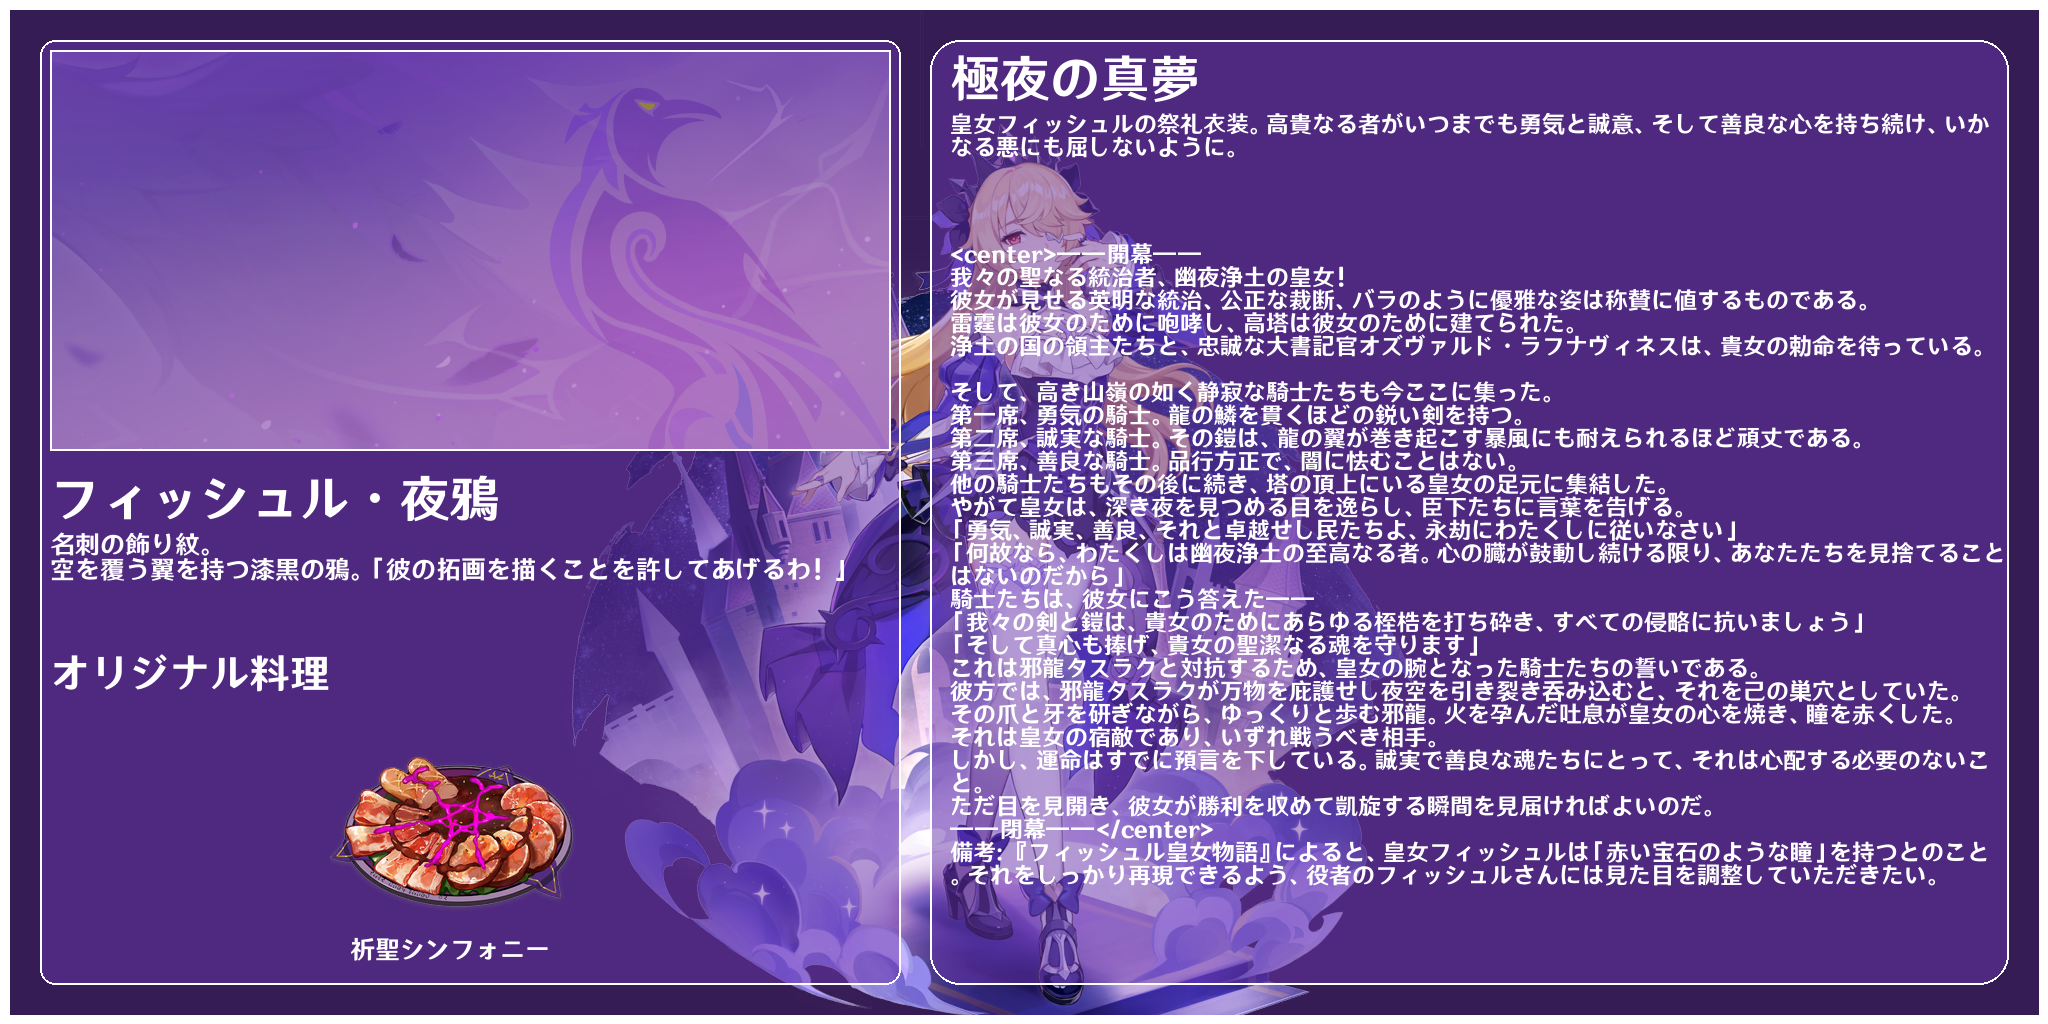 フィッシュル・夜鴉
名刺の飾り紋。
空を覆う翼を持つ漆黒の鴉。「彼の拓画を描くことを許してあげるわ！」
オリジナル料理
祈聖シンフォニー
極夜の真夢
皇女フィッシュルの祭礼衣装。高貴なる者がいつまでも勇気と誠意、そして善良な心を持ち続け、いか
なる悪にも屈しないように。
<center>——開幕——
我々の聖なる統治者、幽夜浄土の皇女！
彼女が見せる英明な統治、公正な裁断、バラのように優雅な姿は称賛に値するものである。
雷霆は彼女のために咆哮し、高塔は彼女のために建てられた。
浄土の国の領主たちと、忠誠な大書記官オズヴァルド・ラフナヴィネスは、貴女の勅命を待っている。
そして、高き山嶺の如く静寂な騎士たちも今ここに集った。
第一席、勇気の騎士。龍の鱗を貫くほどの鋭い剣を持つ。
第二席、誠実な騎士。その鎧は、龍の翼が巻き起こす暴風にも耐えられるほど頑丈である。
第三席、善良な騎士。品行方正で、闇に怯むことはない。
他の騎士たちもその後に続き、塔の頂上にいる皇女の足元に集結した。
やがて皇女は、深き夜を見つめる目を逸らし、臣下たちに言葉を告げる。
「勇気、誠実、善良、それと卓越せし民たちよ、永劫にわたくしに従いなさい」
「何故なら、わたくしは幽夜浄土の至高なる者。心の臓が鼓動し続ける限り、あなたたちを見捨てること
はないのだから」
騎士たちは、彼女にこう答えた——
「我々の剣と鎧は、貴女のためにあらゆる桎梏を打ち砕き、すべての侵略に抗いましょう」
「そして真心も捧げ、貴女の聖潔なる魂を守ります」
これは邪龍タスラクと対抗するため、皇女の腕となった騎士たちの誓いである。
彼方では、邪龍タスラクが万物を庇護せし夜空を引き裂き呑み込むと、それを己の巣穴としていた。
その爪と牙を研ぎながら、ゆっくりと歩む邪龍。火を孕んだ吐息が皇女の心を焼き、瞳を赤くした。
それは皇女の宿敵であり、いずれ戦うべき相手。
しかし、運命はすでに預言を下している。誠実で善良な魂たちにとって、それは心配する必要のないこ
と。
ただ目を見開き、彼女が勝利を収めて凱旋する瞬間を見届ければよいのだ。
——閉幕——</center>
備考:『フィッシュル皇女物語』によると、皇女フィッシュルは「赤い宝石のような瞳」を持つとのこと
。それをしっかり再現できるよう、役者のフィッシュルさんには見た目を調整していただきたい。